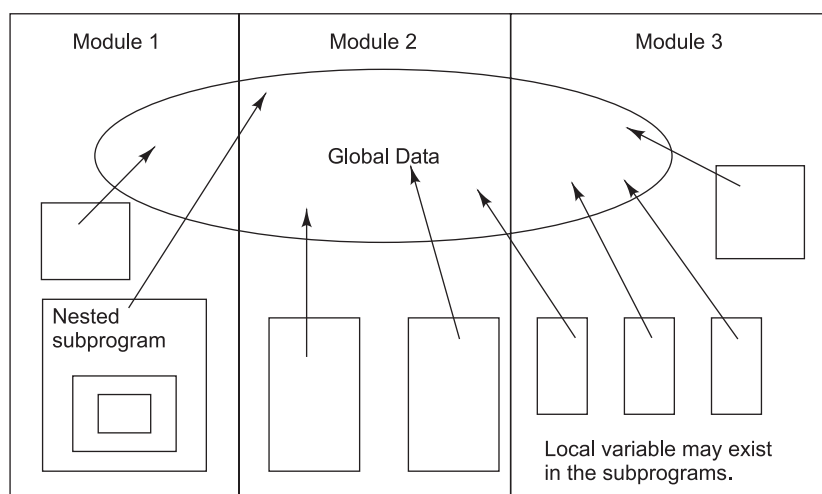 Module 1
Module 2
Module 3
Global Data
Nested
subprogram
Local variable may exist
in the subprograms.